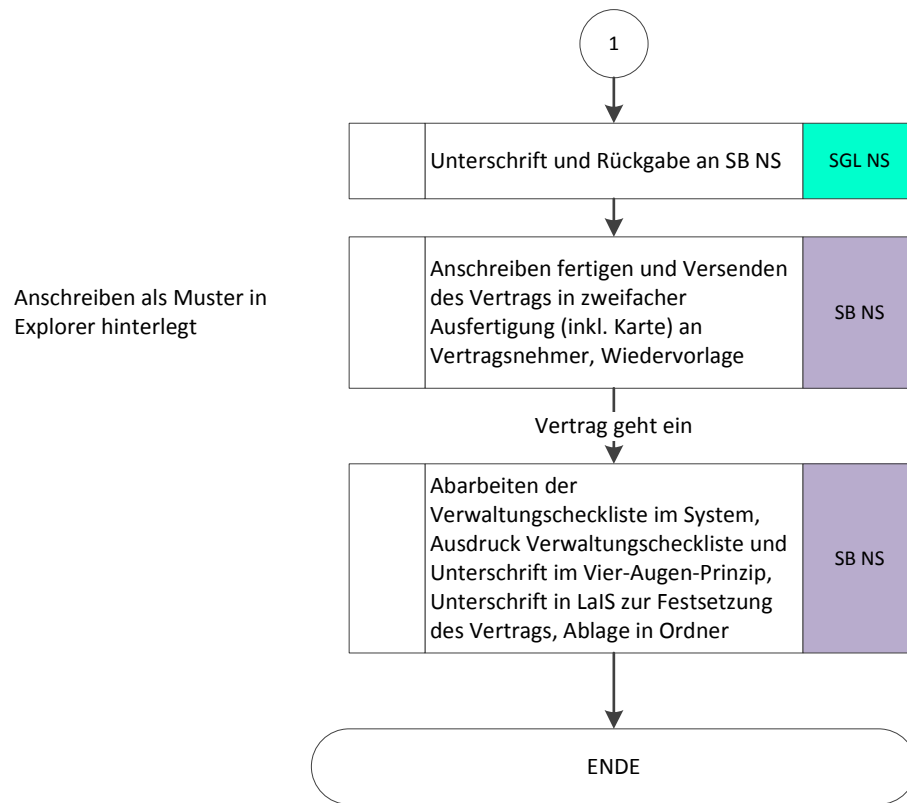 1
Unterschrift und Rückgabe an SB NS
SGL NS
Anschreiben als Muster in
Explorer hinterlegt
Anschreiben fertigen und Versenden
des Vertrags in zweifacher
Ausfertigung (inkl. Karte) an
Vertragsnehmer, Wiedervorlage
SB NS
Vertrag geht ein
Abarbeiten der
Verwaltungscheckliste im System,
Ausdruck Verwaltungscheckliste und
Unterschrift im Vier-Augen-Prinzip,
Unterschrift in LaIS zur Festsetzung
des Vertrags, Ablage in Ordner
SB NS
ENDE